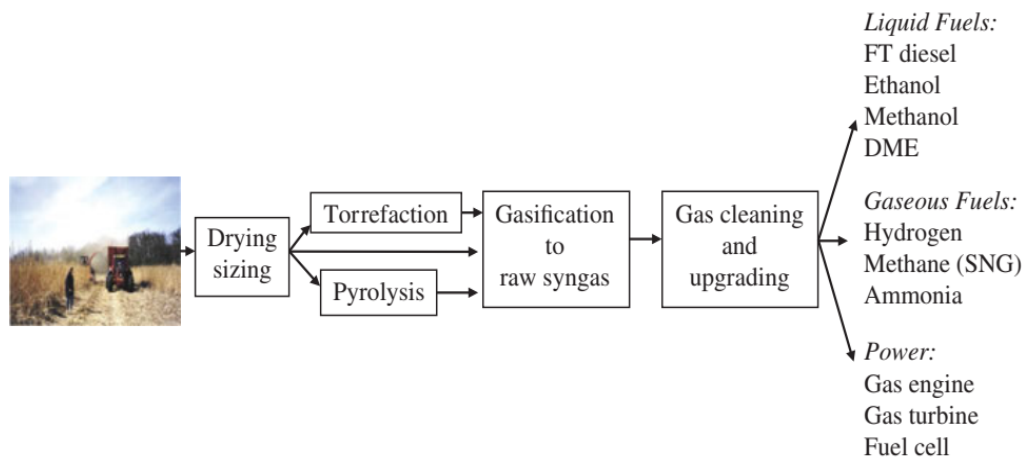 Drying
sizing
Torrefaction
Pyrolysis
Gasification
to
raw syngas
Gas cleaning
and
upgrading
Liquid Fuels:
FT diesel
Ethanol
Methanol
DME
Gaseous Fuels:
Hydrogen
Methane (SNG)
Ammonia
Power:
Gas engine
Gas turbine
Fuel cell